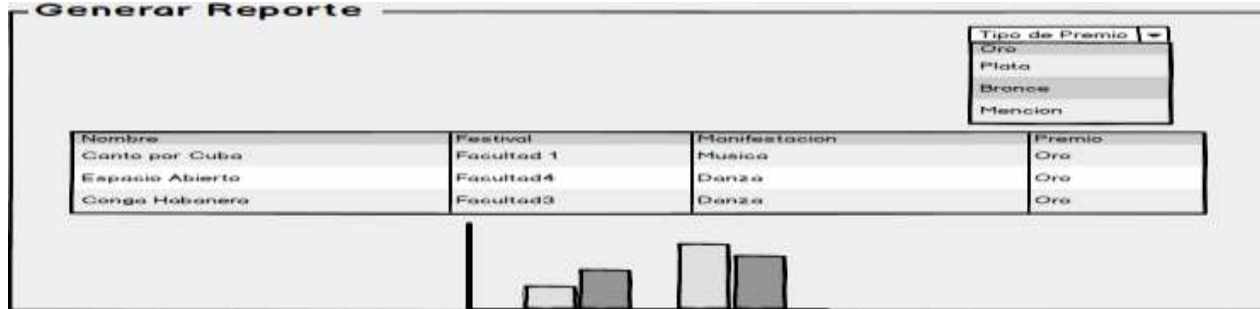 Generar Reporte
Tipo de Premio
Oro
Plata
Bronce
Mencion
Nombre Festival Manifestacion Premio
Canto por Cuba Facultad 1 Musica Oro
Espacio Abierto Facultad4 Danza Oro
Conga Habanera Facultad3 Danza Oro